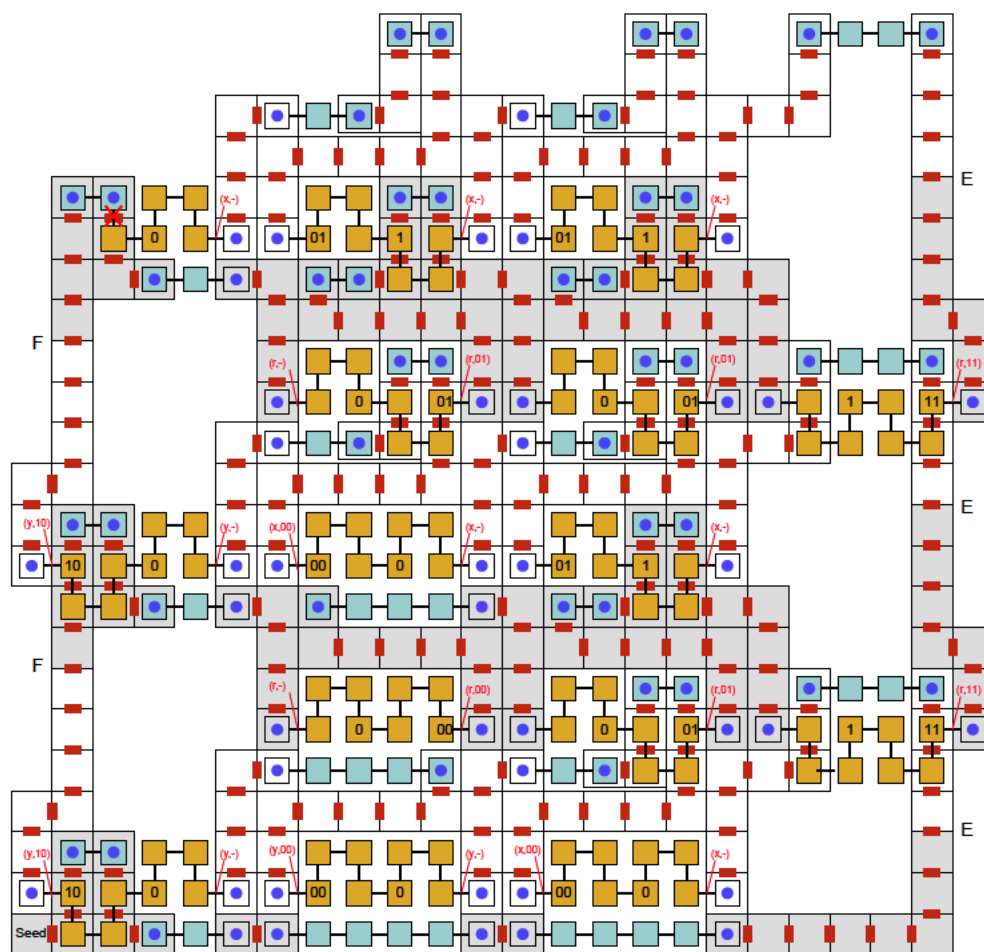 E
(x,-) (x,-) (x,-)
0 01 1 01 1
F
(r,-) (r,01) (r,01) (r,11)
0 01 0 01 1 11
(y,10) (y,-) (x,00) (x,-) (x,-)
E
10 0 00 0 01 1
F
(r,-) (r,00) (r,01) (r,11)
0 00 0 01 1 11
E
(y,10) (y,-) (y,00) (y,-) (x,00) (x,-)
10 0 00 0 00 0
Seed